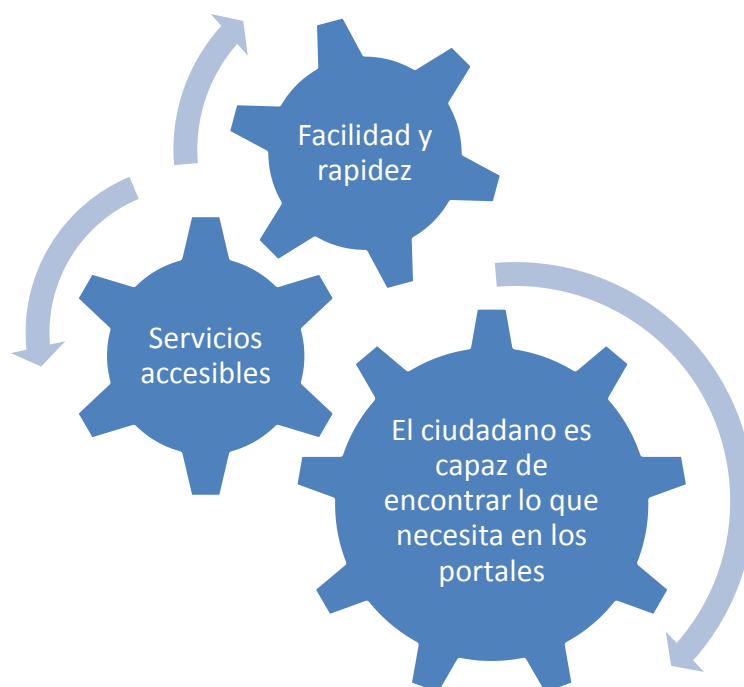 Facilidad y
rapidez
Servicios
accesibles
El ciudadano es
capaz de
encontrar lo que
necesita en los
portales